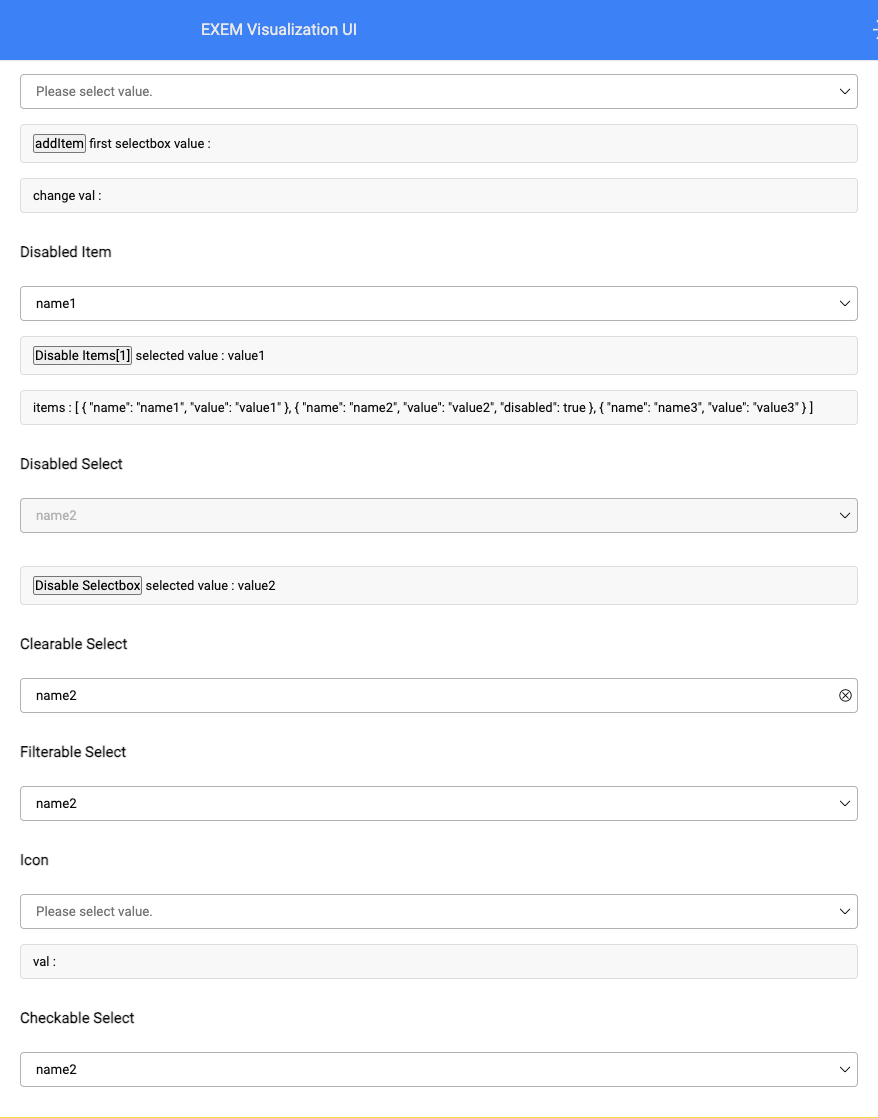 EXEM Visualization UI
Please select value.
addItem first selectbox value :
change val :
Disabled Item
name1
Disable Items[1] selected value : value1
items : [ { "name": "name1", "value": "value1" }, { "name": "name2", "value": "value2", "disabled": true }, { "name": "name3", "value": "value3" } ]
Disabled Select
name2
Disable Selectbox selected value : value2
Clearable Select
name2
Filterable Select
name2
Icon
Please select value.
val :
Checkable Select
name2